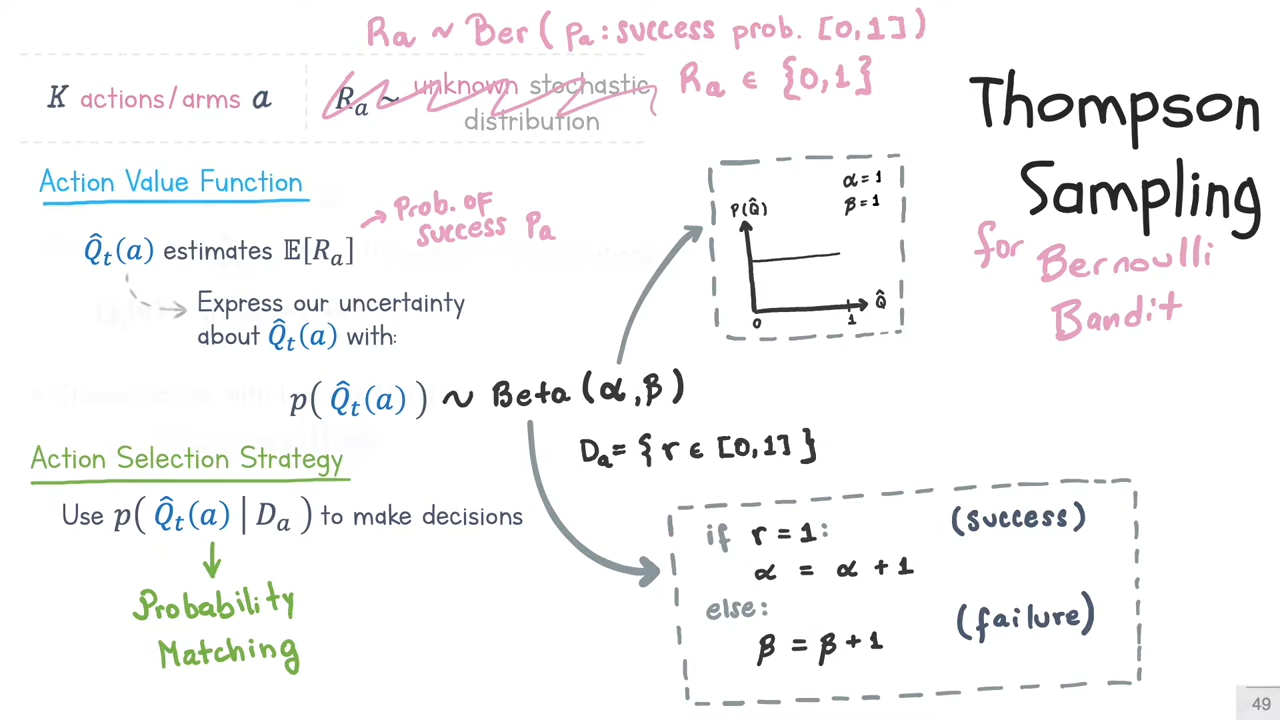 Ra ~ Ber ( pa : success prob. [0,1] )
K actions/arms a
Ra ~ unknown stochastic distribution
Ra ∈ {0,1}
Thompson
Sampling
for Bernoulli
Bandit
Action Value Function
Q̂t(a) estimates 𝔼[Ra]
→ Prob. of
success Pa
Express our uncertainty
about Q̂t(a) with:
p( Q̂t(a) ) ~ Beta (α,β)
α = 1
β = 1
P(Q̂)
Q̂
0
1
Da = { r ∈ [0,1] }
Action Selection Strategy
Use p( Q̂t(a) | Da ) to make decisions
Probability
Matching
if r = 1: (success)
α = α + 1
else: (failure)
β = β + 1
49